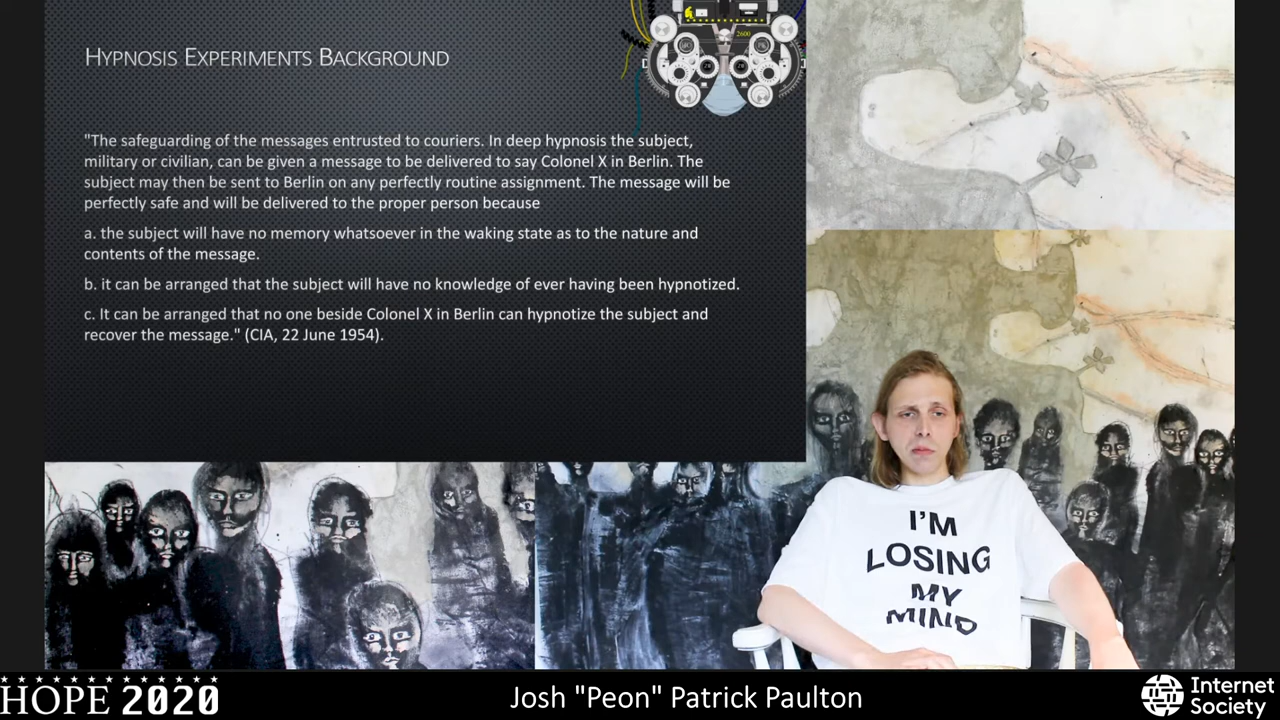 HYPNOSIS EXPERIMENTS BACKGROUND
2600
"The safeguarding of the messages entrusted to couriers. In deep hypnosis the subject,
military or civilian, can be given a message to be delivered to say Colonel X in Berlin. The
subject may then be sent to Berlin on any perfectly routine assignment. The message will be
perfectly safe and will be delivered to the proper person because
a. the subject will have no memory whatsoever in the waking state as to the nature and
contents of the message.
b. it can be arranged that the subject will have no knowledge of ever having been hypnotized.
c. It can be arranged that no one beside Colonel X in Berlin can hypnotize the subject and
recover the message." (CIA, 22 June 1954).
I'M
LOSING
MY
MIND
HOPE 2020
Josh "Peon" Patrick Paulton
Internet
Society